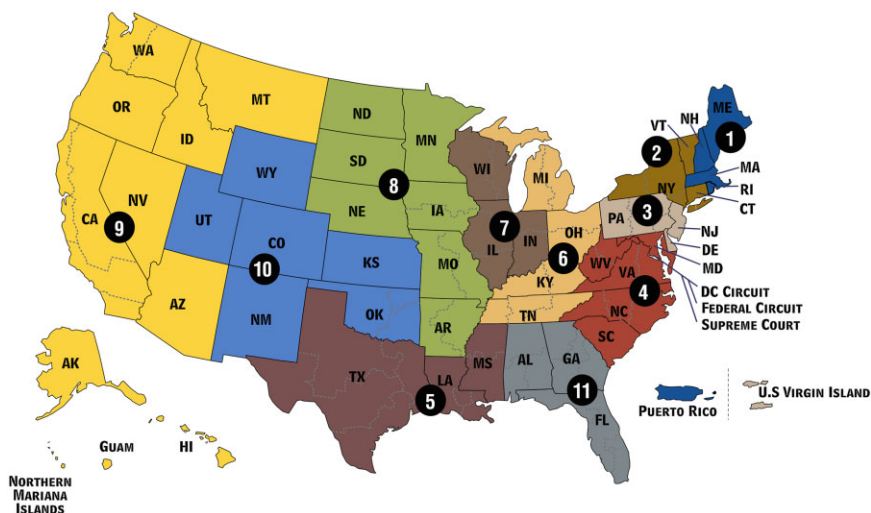 WA
MT
ND
ME
OR
MN
NH
VT
1
ID
2
SD
WI
MA
WY
8
MI
NY
RI
CT
NV
IA
PA
3
NE
NJ
CA
9
UT
7
OH
DE
CO
IL
IN
6
MD
10
KS
MO
WV
VA
DC Circuit
KY
4
Federal Circuit
AZ
NM
OK
TN
NC
Supreme Court
AR
SC
MS
AL
GA
AK
TX
LA
5
11
U.S Virgin Island
Puerto Rico
FL
Guam
HI
Northern
Mariana
Islands